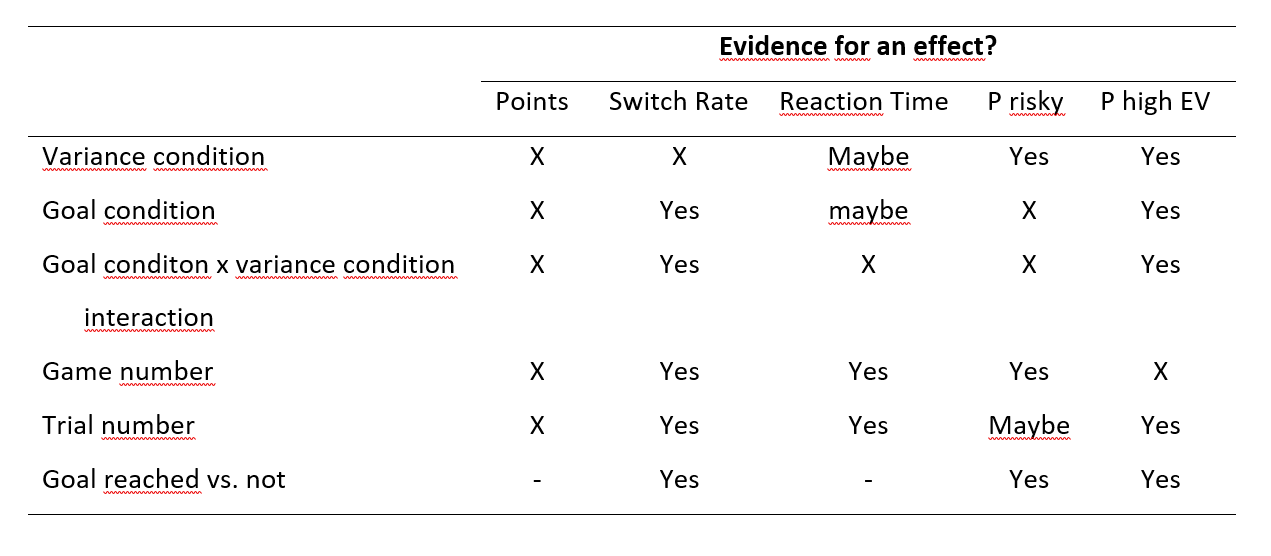 Evidence for an effect?
Points Switch Rate Reaction Time P risky P high EV
Variance condition X X Maybe Yes Yes
Goal condition X Yes maybe X Yes
Goal conditon x variance condition X Yes X X Yes
interaction
Game number X Yes Yes Yes X
Trial number X Yes Yes Maybe Yes
Goal reached vs. not - Yes - Yes Yes